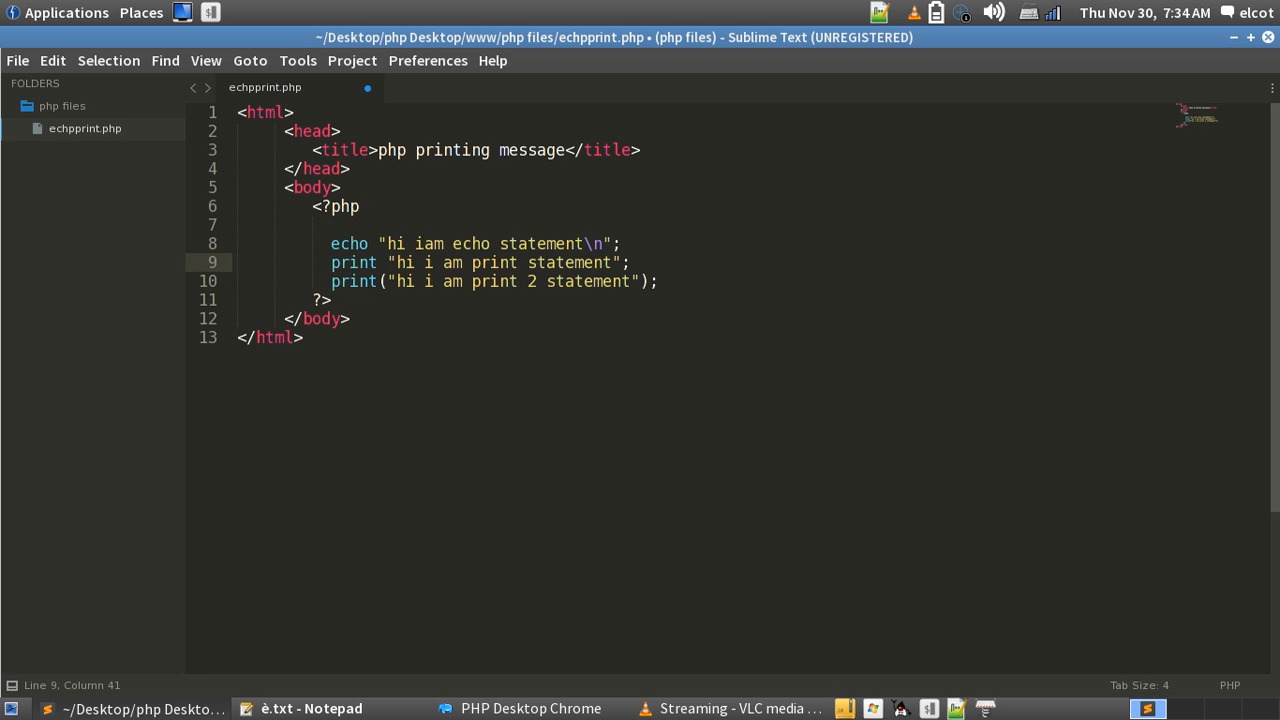 Applications Places Thu Nov 30, 7:34 AM elcot
~/Desktop/php Desktop/www/php files/echpprint.php • (php files) - Sublime Text (UNREGISTERED)
File Edit Selection Find View Goto Tools Project Preferences Help
FOLDERS
php files
echpprint.php
echpprint.php
1 <html>
2 <head>
3 <title>php printing message</title>
4 </head>
5 <body>
6 <?php
7
8 echo "hi iam echo statement\n";
9 print "hi i am print statement";
10 print("hi i am print 2 statement");
11 ?>
12 </body>
13 </html>
Line 9, Column 41 Tab Size: 4 PHP
~/Desktop/php Deskto... è.txt - Notepad PHP Desktop Chrome Streaming - VLC media ...